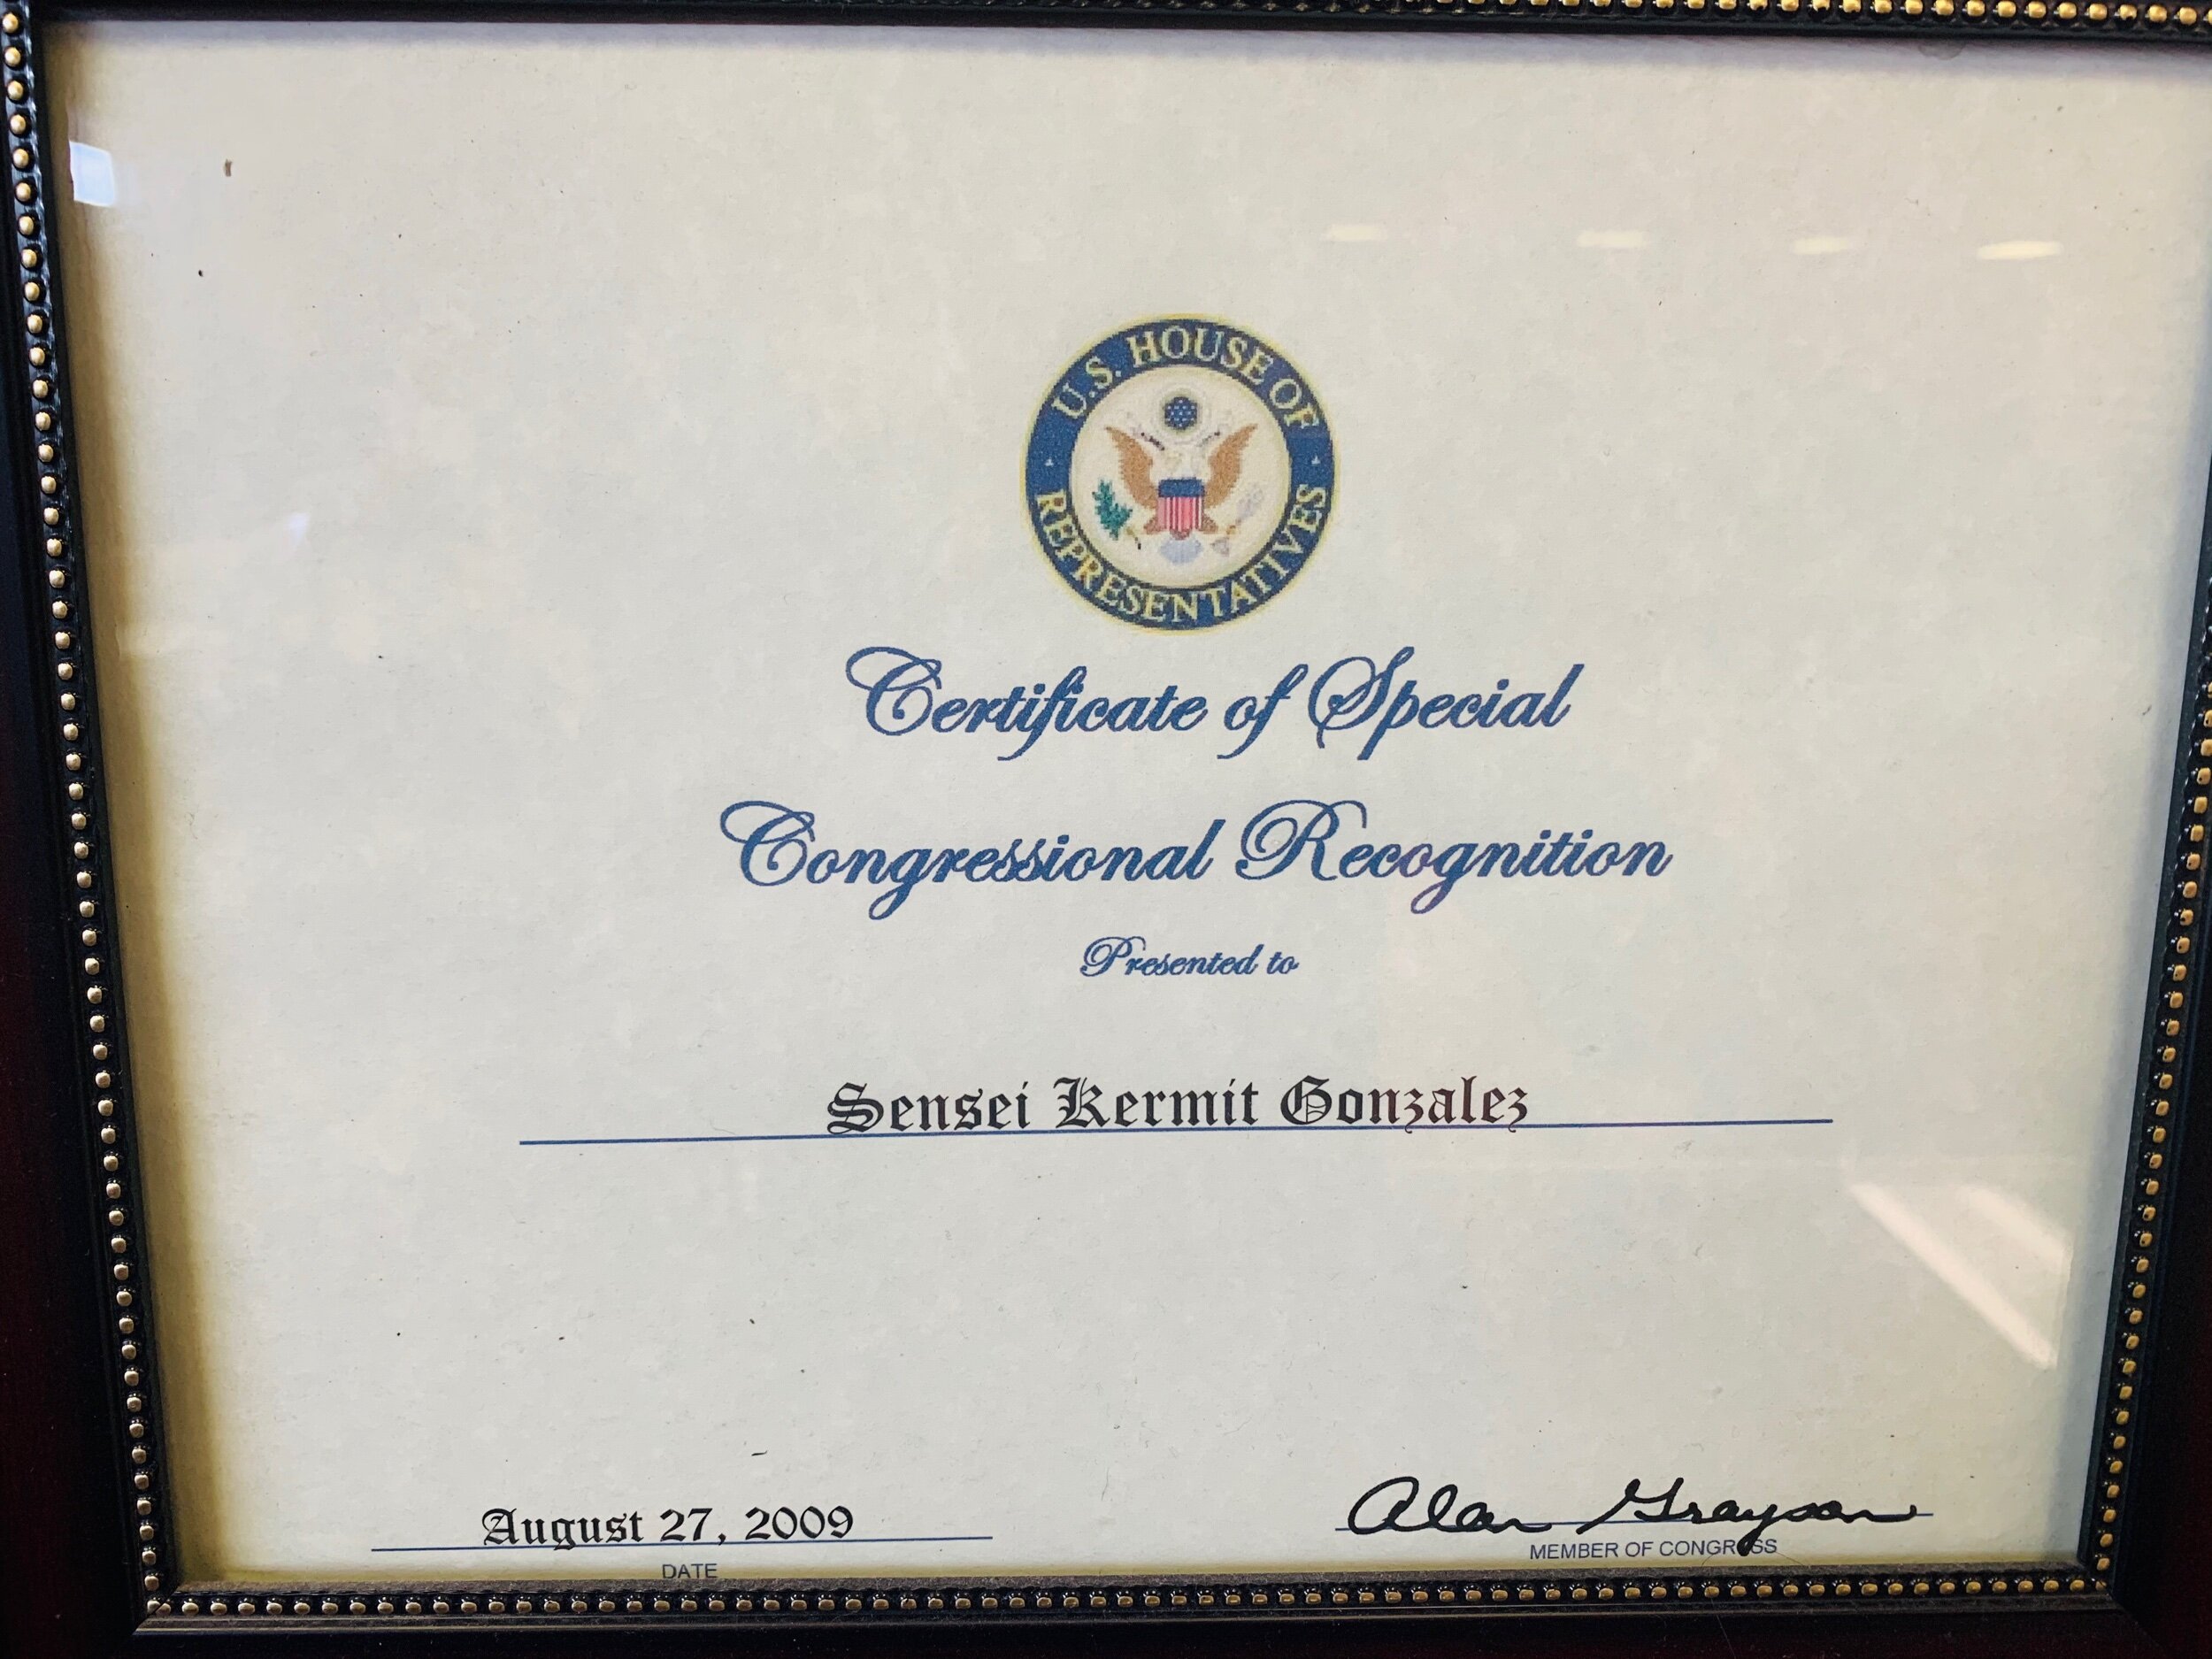 U.S. HOUSE OF
REPRESENTATIVES
Certificate of Special
Congressional Recognition
Presented to
Sensei Kermit Gonzalez
August 27, 2009
DATE
Alan Grayson
MEMBER OF CONGRESS